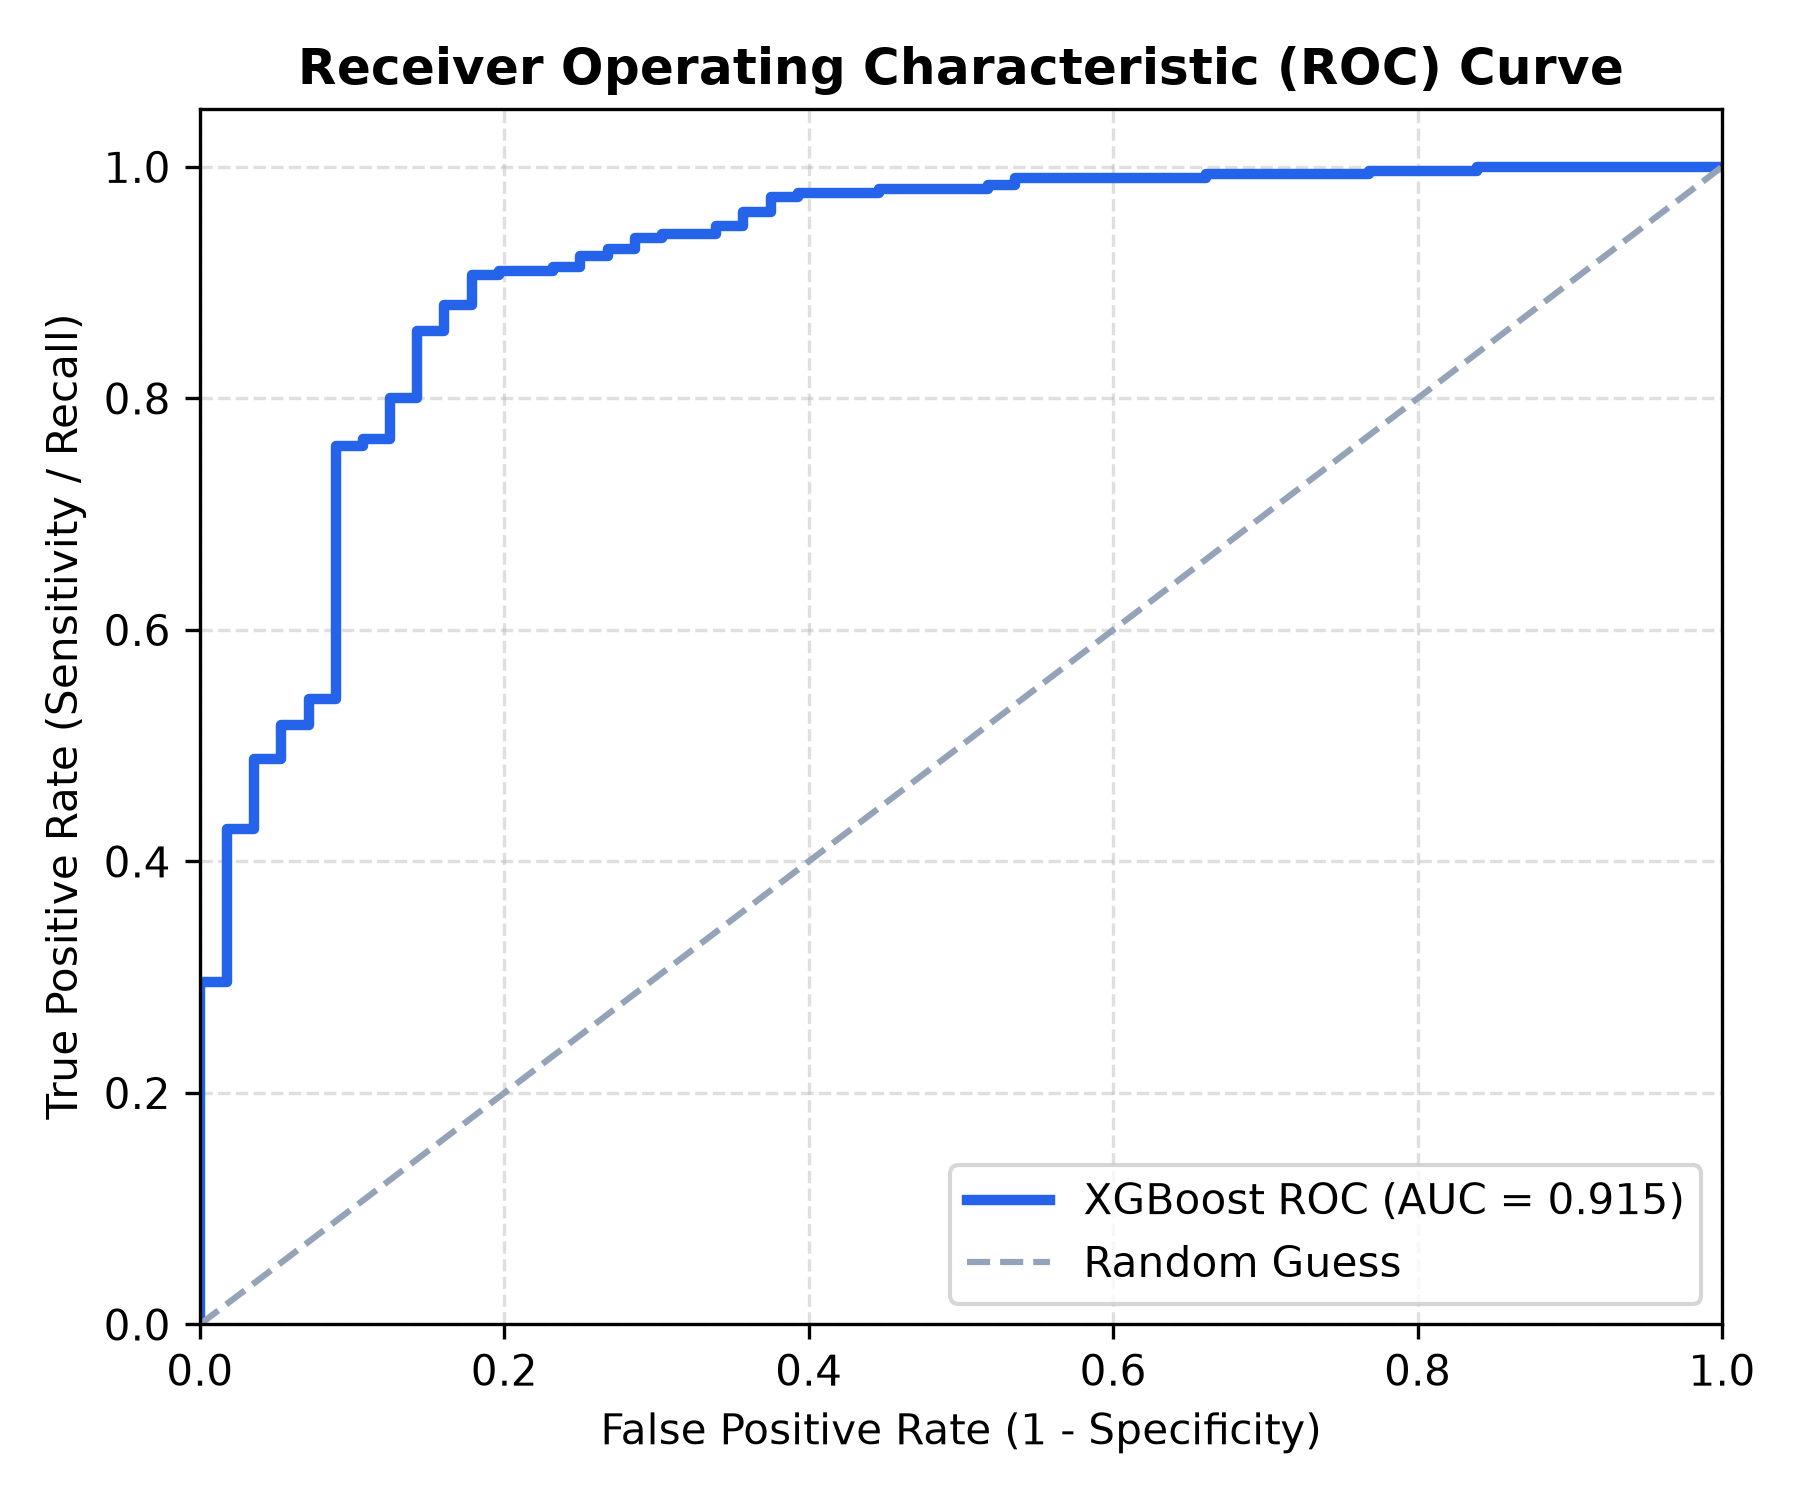 Receiver Operating Characteristic (ROC) Curve
True Positive Rate (Sensitivity / Recall)
1.0
0.8
0.6
0.4
0.2
0.0
XGBoost ROC (AUC = 0.915)
Random Guess
0.0 0.2 0.4 0.6 0.8 1.0
False Positive Rate (1 - Specificity)